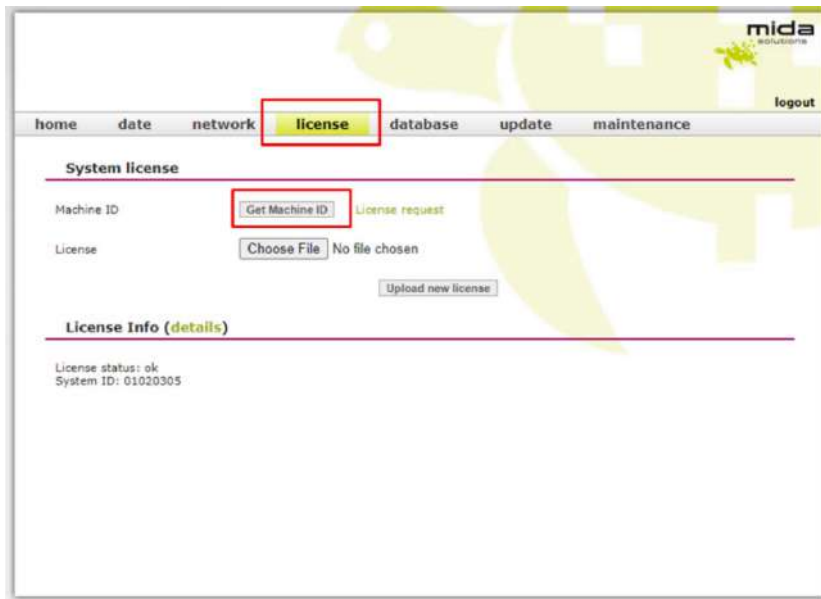 mida
solutions
logout
home date network license database update maintenance
System license
Machine ID Get Machine ID License request
License Choose File No file chosen
Upload new license
License Info (details)
License status: ok
System ID: 01020305